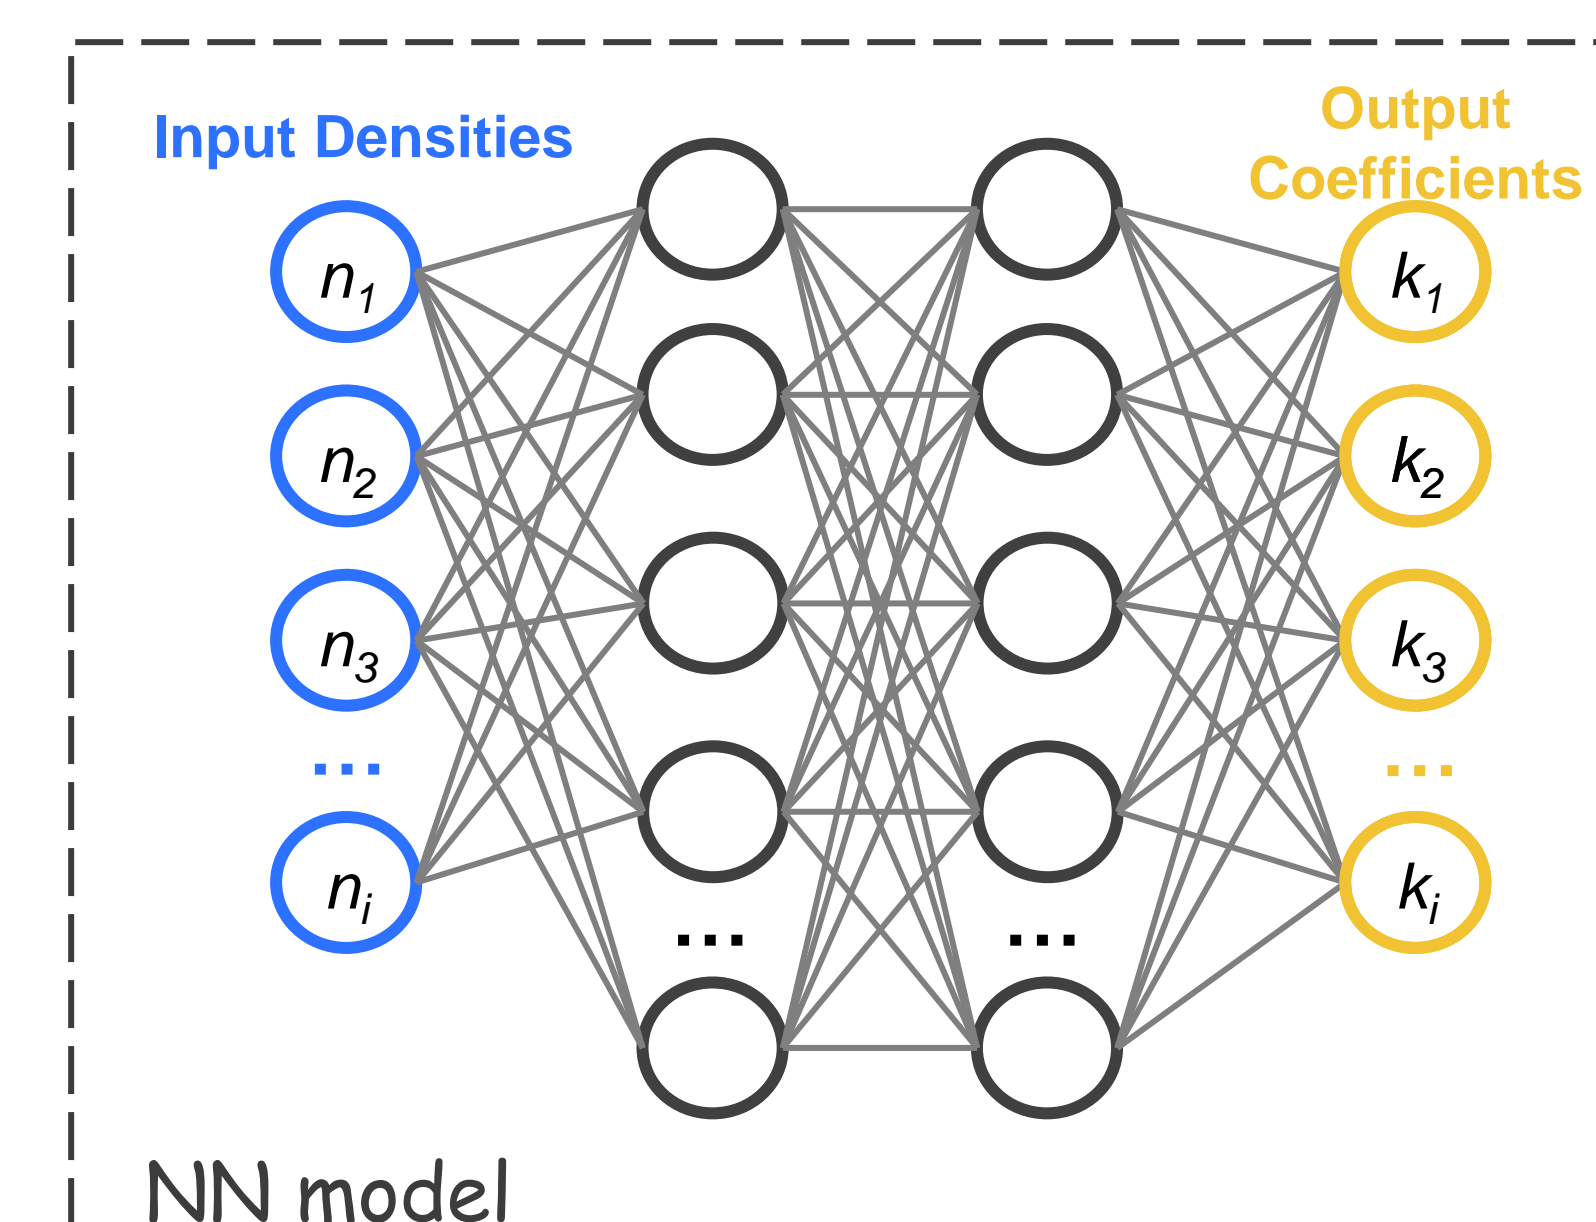 Input Densities
Output
Coefficients
n1
n2
n3
...
ni
...
...
k1
k2
k3
...
ki
NN model